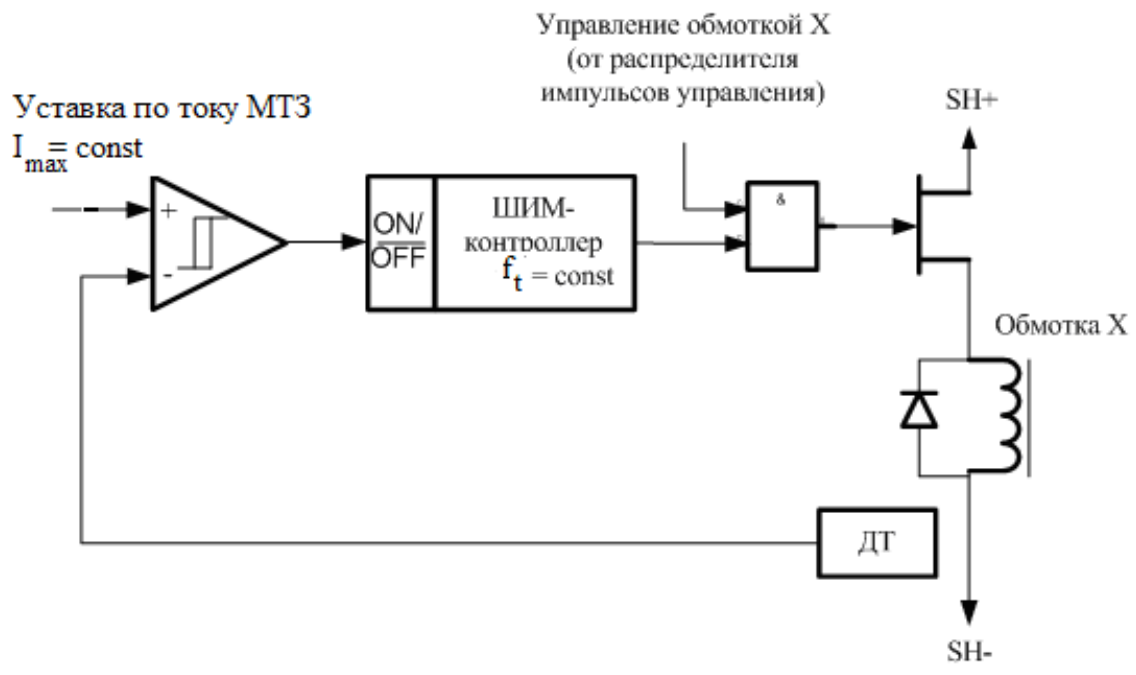 Управление обмоткой X
(от распределителя
импульсов управления)
SH+
Уставка по току МТЗ
I max = const
+
-
ON/
OFF
ШИМ-
контроллер
f t = const
&
Обмотка X
ДТ
SH-